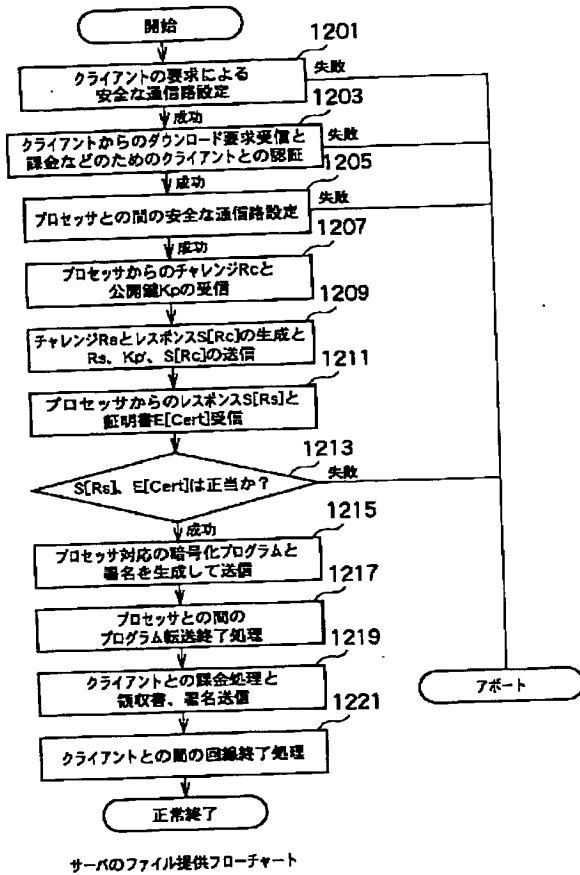 開始
1201
クライアントの要求による
安全な通信路設定
失敗
成功
1203
クライアントからのダウンロード要求受信と
課金などのためのクライアントとの認証
失敗
成功
1205
プロセッサとの間の安全な通信路設定
失敗
成功
1207
プロセッサからのチャレンジRcと
公開鍵Kpの受信
1209
チャレンジRsとレスポンスS[Rc]の生成と
Rs、Kp'、S[Rc]の送信
1211
プロセッサからのレスポンスS[Rs]と
証明書E[Cert]受信
1213
S[Rs]、E[Cert]は正当か?
失敗
成功
1215
プロセッサ対応の暗号化プログラムと
署名を生成して送信
1217
プロセッサとの間の
プログラム転送終了処理
1219
クライアントとの課金処理と
領収書、署名送信
1221
クライアントとの間の回線終了処理
アボート
正常終了
サーバのファイル提供フローチャート